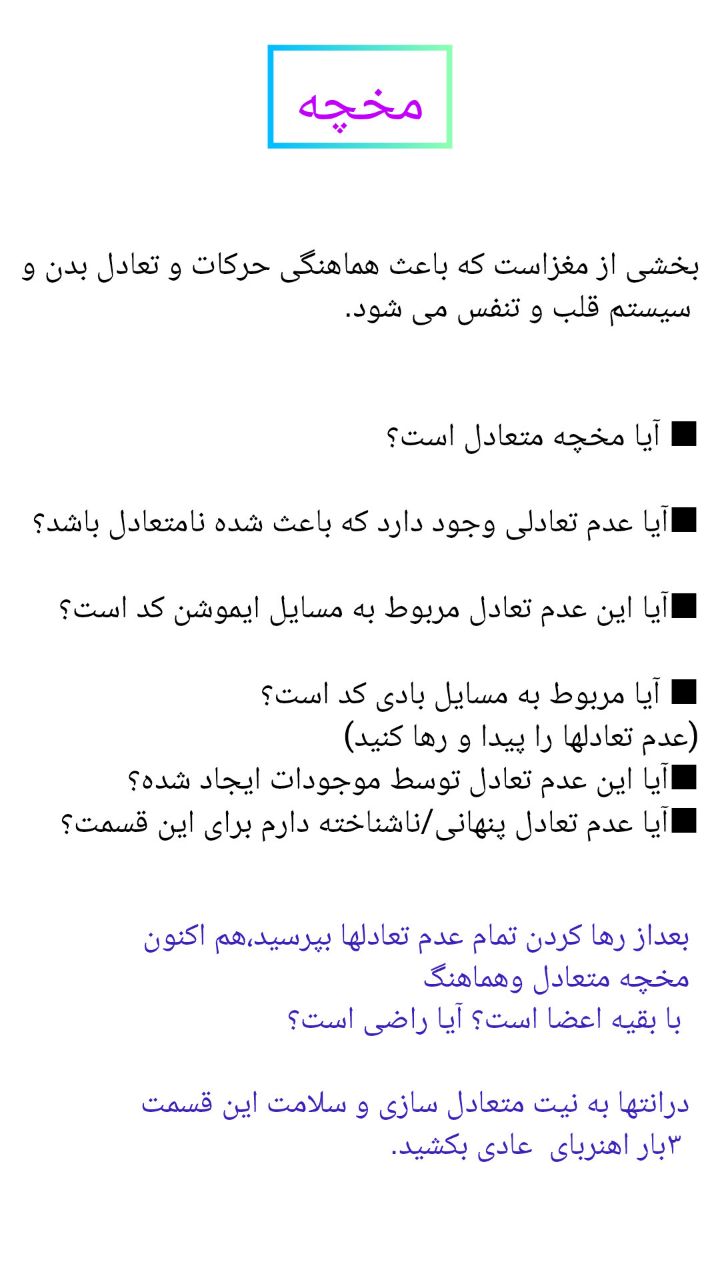 مخچه
بخشی از مغزاست که باعث هماهنگی حرکات و تعادل بدن و
سیستم قلب و تنفس می شود.
■ آیا مخچه متعادل است؟
■آیا عدم تعادلی وجود دارد که باعث شده نامتعادل باشد؟
■آیا این عدم تعادل مربوط به مسایل ایموشن کد است؟
■ آیا مربوط به مسایل بادی کد است؟
(عدم تعادلها را پیدا و رها کنید)
■آیا این عدم تعادل توسط موجودات ایجاد شده؟
■آیا عدم تعادل پنهانی/ناشناخته دارم برای این قسمت؟
بعداز رها کردن تمام عدم تعادلها بپرسید،هم اکنون
مخچه متعادل وهماهنگ
با بقیه اعضا است؟ آیا راضی است؟
درانتها به نیت متعادل سازی و سلامت این قسمت
۳بار اهنربای  عادی بکشید.